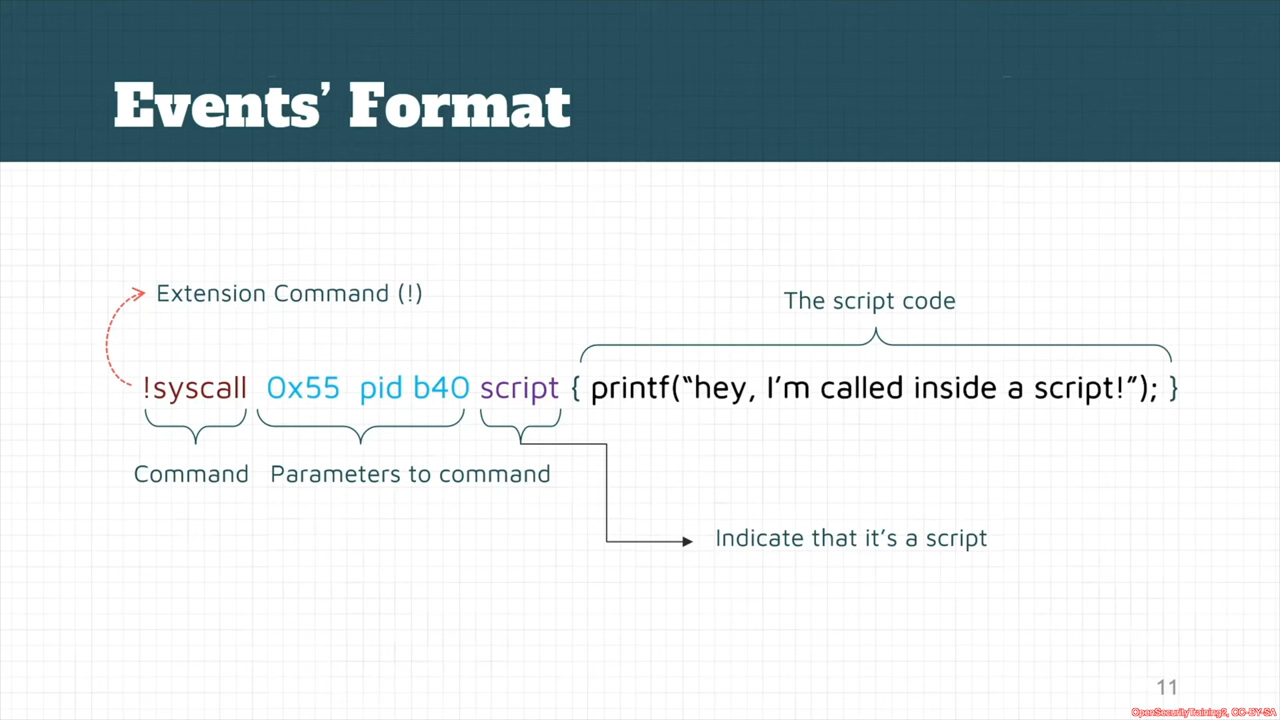 Events’ Format
Extension Command (!)
The script code
!syscall 0x55 pid b40 script { printf(“hey, I’m called inside a script!”); }
Command
Parameters to command
Indicate that it’s a script
11
OpenSecurityTraining2, CC-BY-SA